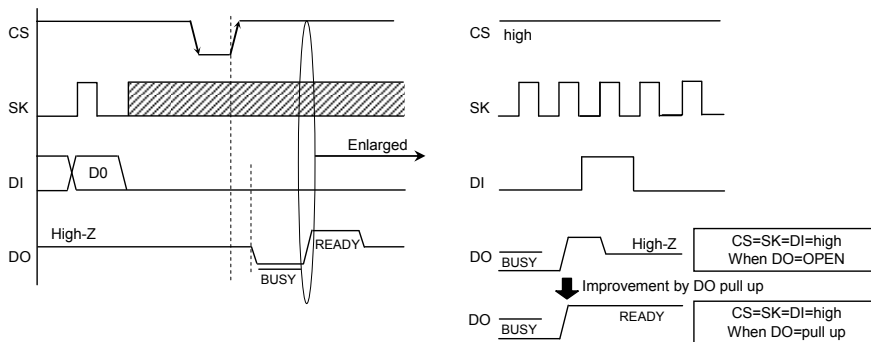 CS
SK
DI
D0
DO
High-Z
BUSY
READY
Enlarged
CS
high
SK
DI
DO
BUSY
High-Z
CS=SK=DI=high
When DO=OPEN
Improvement by DO pull up
DO
BUSY
READY
CS=SK=DI=high
When DO=pull up